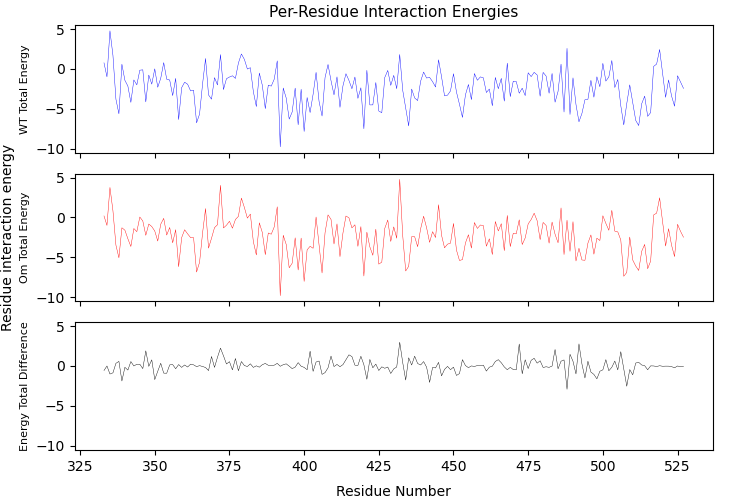 Per-Residue Interaction Energies
5
0
−5
−10
WT Total Energy
5
0
−5
−10
Om Total Energy
Residue interaction energy
5
0
−5
−10
Energy Total Difference
325 350 375 400 425 450 475 500 525
Residue Number